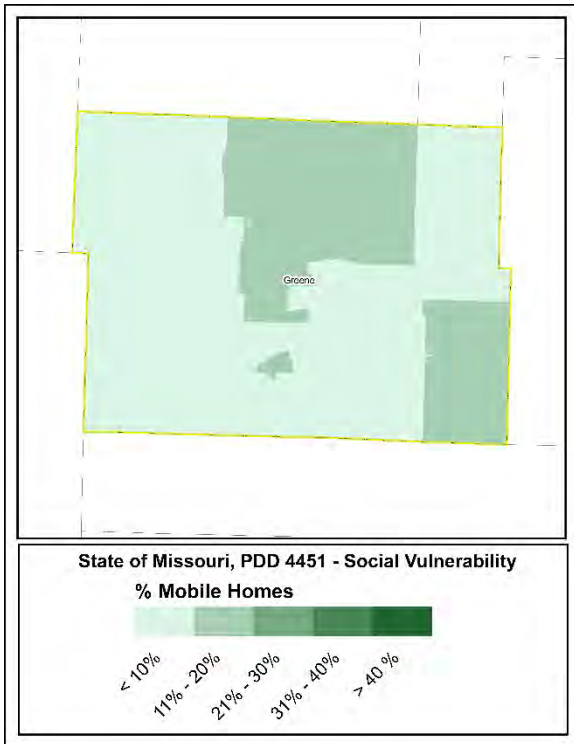 Greene
State of Missouri, PDD 4451 - Social Vulnerability
% Mobile Homes
< 10%
11% - 20%
21% - 30%
31% - 40%
> 40 %